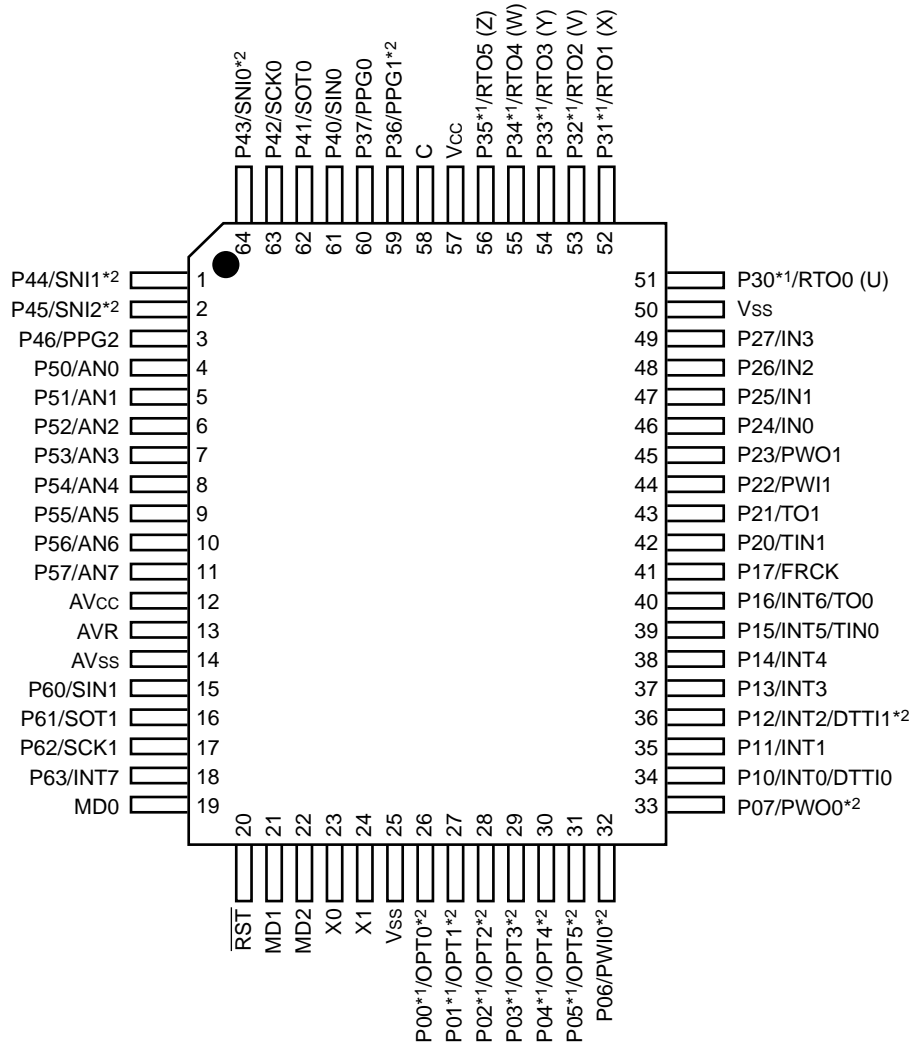 P43/SNI0*2
P42/SCK0
P41/SOT0
P40/SIN0
P37/PPG0
P36/PPG1*2
C
Vcc
P35*1/RTO5 (Z)
P34*1/RTO4 (W)
P33*1/RTO3 (Y)
P32*1/RTO2 (V)
P31*1/RTO1 (X)
64
63
62
61
60
59
58
57
56
55
54
53
52
P44/SNI1*2 1
P45/SNI2*2 2
P46/PPG2 3
P50/AN0 4
P51/AN1 5
P52/AN2 6
P53/AN3 7
P54/AN4 8
P55/AN5 9
P56/AN6 10
P57/AN7 11
AVcc 12
AVR 13
AVss 14
P60/SIN1 15
P61/SOT1 16
P62/SCK1 17
P63/INT7 18
MD0 19
51 P30*1/RTO0 (U)
50 Vss
49 P27/IN3
48 P26/IN2
47 P25/IN1
46 P24/IN0
45 P23/PWO1
44 P22/PWI1
43 P21/TO1
42 P20/TIN1
41 P17/FRCK
40 P16/INT6/TO0
39 P15/INT5/TIN0
38 P14/INT4
37 P13/INT3
36 P12/INT2/DTTI1*2
35 P11/INT1
34 P10/INT0/DTTI0
33 P07/PWO0*2
20
21
22
23
24
25
26
27
28
29
30
31
32
RST
MD1
MD2
X0
X1
Vss
P00*1/OPT0*2
P01*1/OPT1*2
P02*1/OPT2*2
P03*1/OPT3*2
P04*1/OPT4*2
P05*1/OPT5*2
P06/PWI0*2